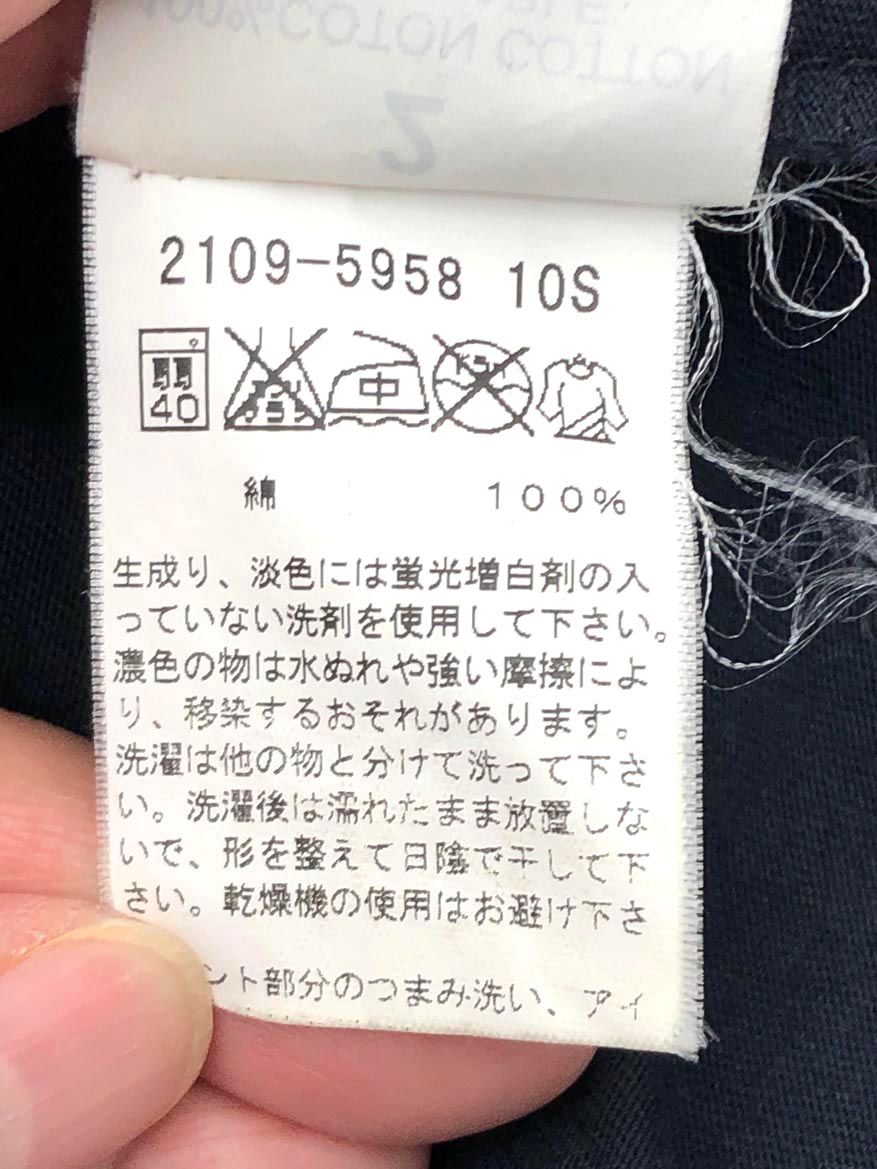 100% COTON COTTON
2
2109-5958 10S
弱
40
中
綿 100%
生成り、淡色には蛍光増白剤の入
っていない洗剤を使用して下さい。
濃色の物は水ぬれや強い摩擦によ
り、移染するおそれがあります。
洗濯は他の物と分けて洗って下さ
い。洗濯後は濡れたまま放置しな
いで、形を整えて日陰で干して下
さい。乾燥機の使用はお避け下さ
ント部分のつまみ洗い、アイ